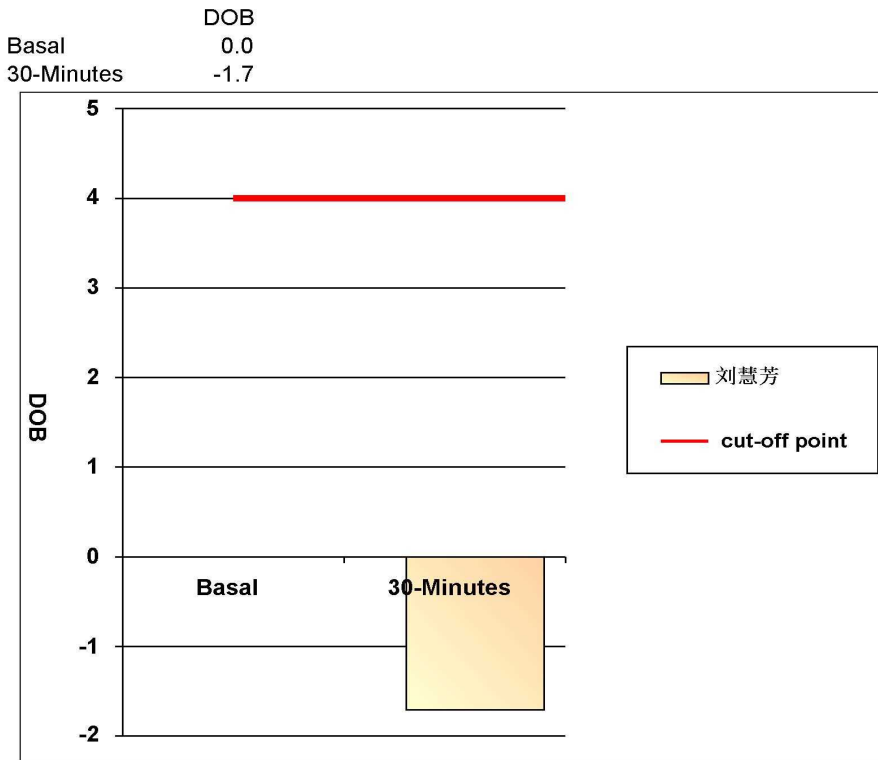 DOB
Basal 0.0
30-Minutes -1.7
5
4
3
2
1
0
-1
-2
DOB
Basal 30-Minutes
刘慧芳
cut-off point